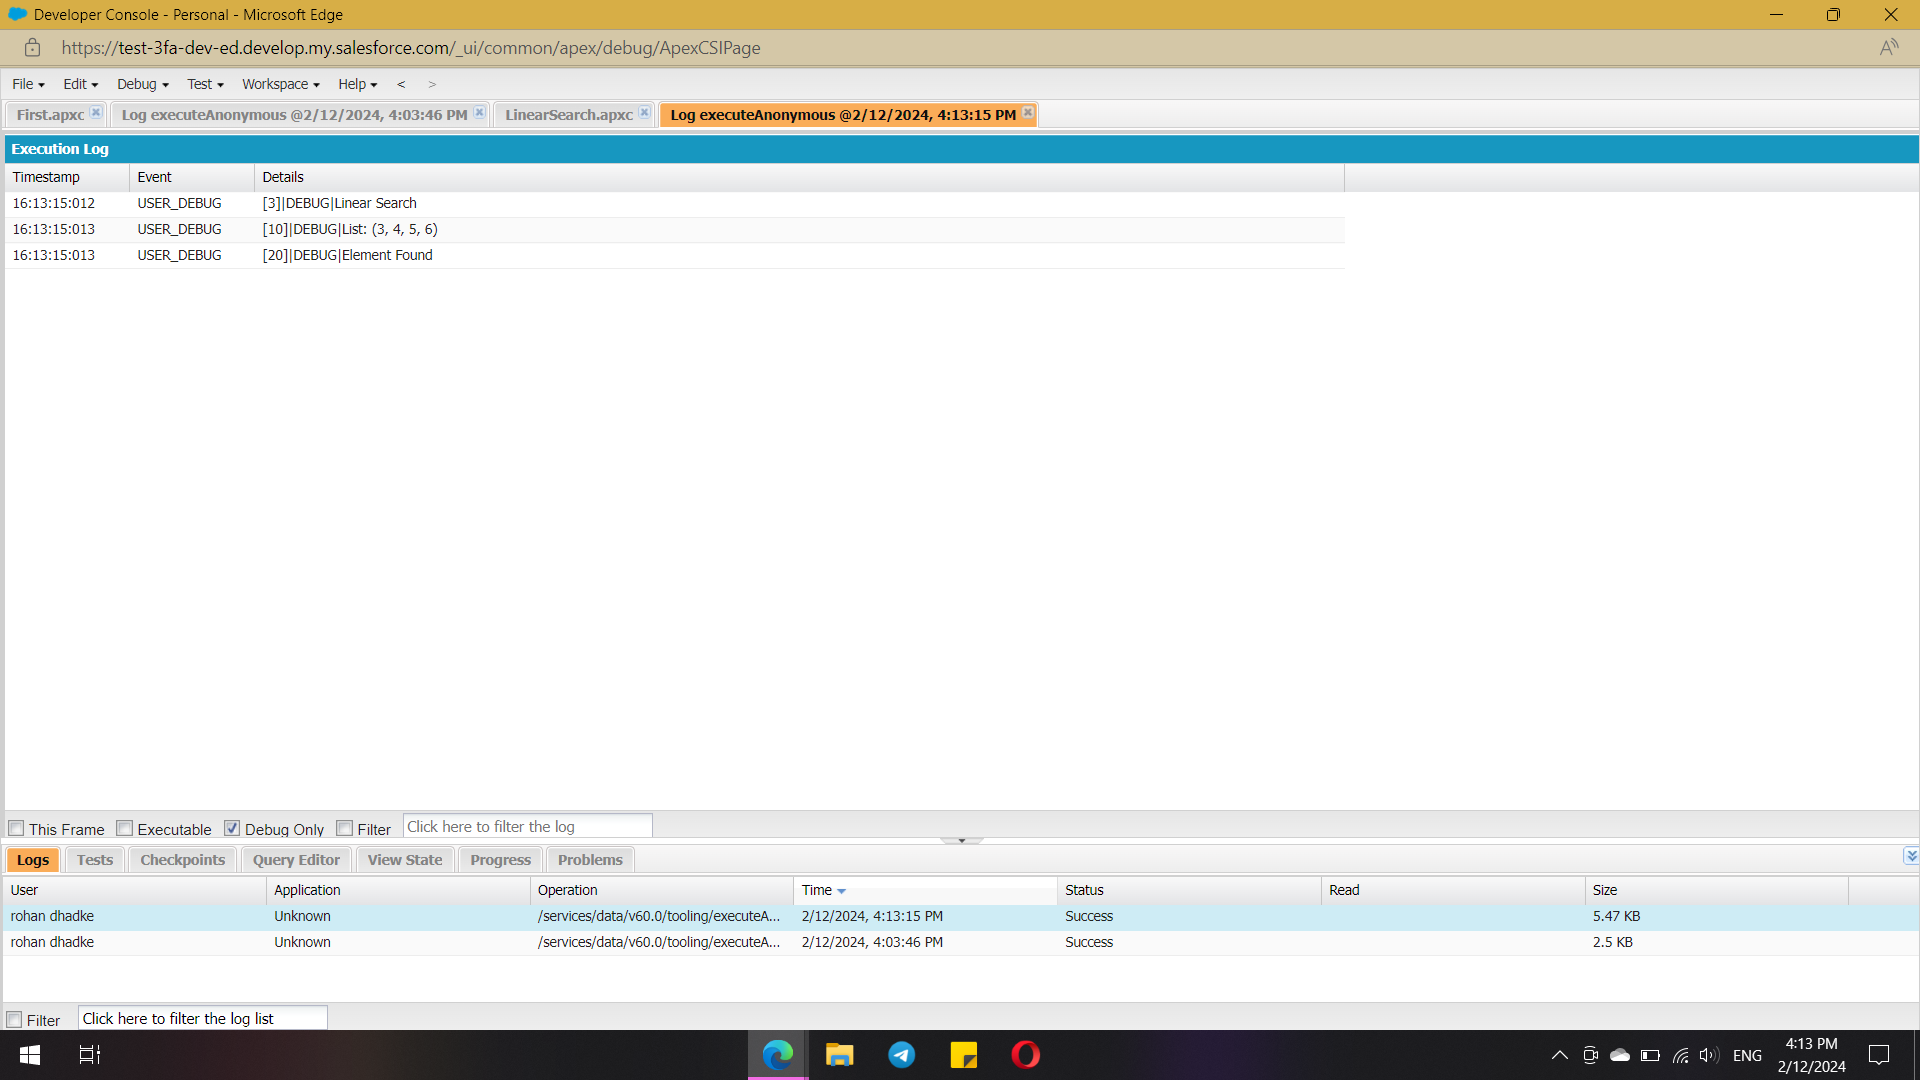 Developer Console - Personal - Microsoft Edge
https://test-3fa-dev-ed.develop.my.salesforce.com/_ui/common/apex/debug/ApexCSIPage
File Edit Debug Test Workspace Help < >
First.apxc Log executeAnonymous @2/12/2024, 4:03:46 PM LinearSearch.apxc Log executeAnonymous @2/12/2024, 4:13:15 PM
Execution Log
Timestamp Event Details
16:13:15:012 USER_DEBUG [3]|DEBUG|Linear Search
16:13:15:013 USER_DEBUG [10]|DEBUG|List: (3, 4, 5, 6)
16:13:15:013 USER_DEBUG [20]|DEBUG|Element Found
This Frame Executable Debug Only Filter Click here to filter the log
Logs Tests Checkpoints Query Editor View State Progress Problems
User Application Operation Time Status Read Size
rohan dhadke Unknown /services/data/v60.0/tooling/executeA... 2/12/2024, 4:13:15 PM Success 5.47 KB
rohan dhadke Unknown /services/data/v60.0/tooling/executeA... 2/12/2024, 4:03:46 PM Success 2.5 KB
Filter Click here to filter the log list
ENG 4:13 PM
2/12/2024